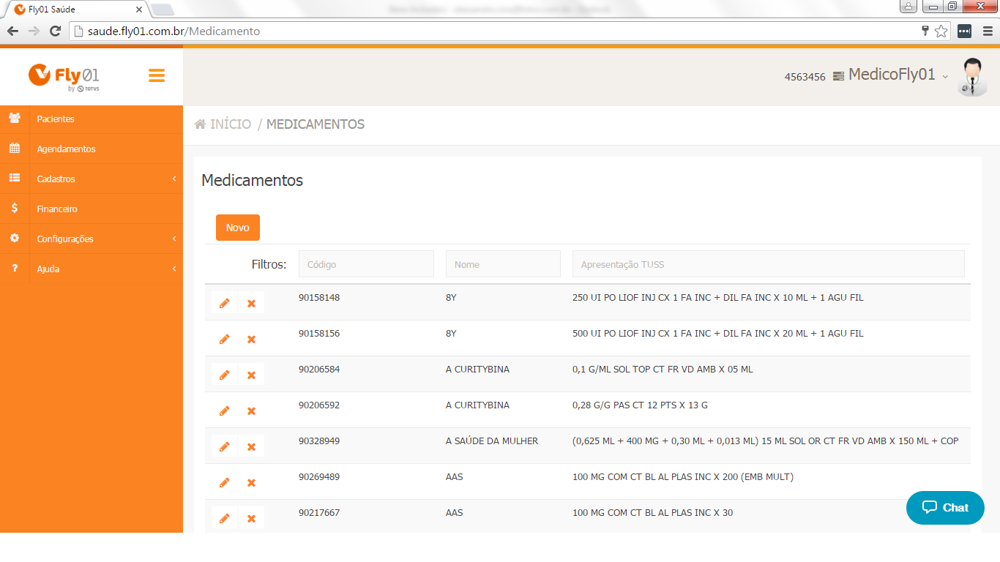 Fly01 Saúde
saude.fly01.com.br/Medicamento
Fly01
by TOTVS
4563456 MedicoFly01
Pacientes
Agendamentos
Cadastros
Financeiro
Configurações
Ajuda
INÍCIO / MEDICAMENTOS
Medicamentos
Novo
Filtros: Código Nome Apresentação TUSS
90158148 8Y 250 UI PO LIOF INJ CX 1 FA INC + DIL FA INC X 10 ML + 1 AGU FIL
90158156 8Y 500 UI PO LIOF INJ CX 1 FA INC + DIL FA INC X 20 ML + 1 AGU FIL
90206584 A CURITYBINA 0,1 G/ML SOL TOP CT FR VD AMB X 05 ML
90206592 A CURITYBINA 0,28 G/G PAS CT 12 PTS X 13 G
90328949 A SAÚDE DA MULHER (0,625 ML + 400 MG + 0,30 ML + 0,013 ML) 15 ML SOL OR CT FR VD AMB X 150 ML + COP
90269489 AAS 100 MG COM CT BL AL PLAS INC X 200 (EMB MULT)
90217667 AAS 100 MG COM CT BL AL PLAS INC X 30
Chat